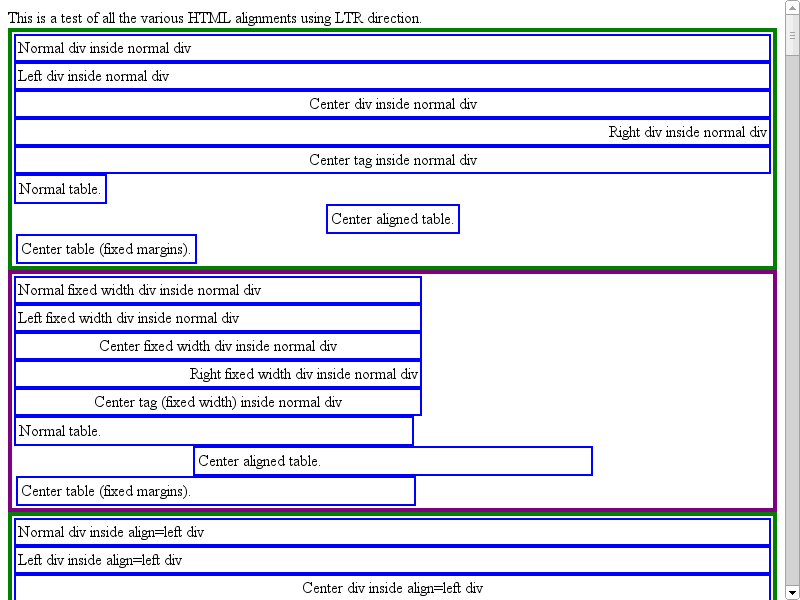 This is a test of all the various HTML alignments using LTR direction.
Normal div inside normal div
Left div inside normal div
Center div inside normal div
Right div inside normal div
Center tag inside normal div
Normal table.
Center aligned table.
Center table (fixed margins).
Normal fixed width div inside normal div
Left fixed width div inside normal div
Center fixed width div inside normal div
Right fixed width div inside normal div
Center tag (fixed width) inside normal div
Normal table.
Center aligned table.
Center table (fixed margins).
Normal div inside align=left div
Left div inside align=left div
Center div inside align=left div